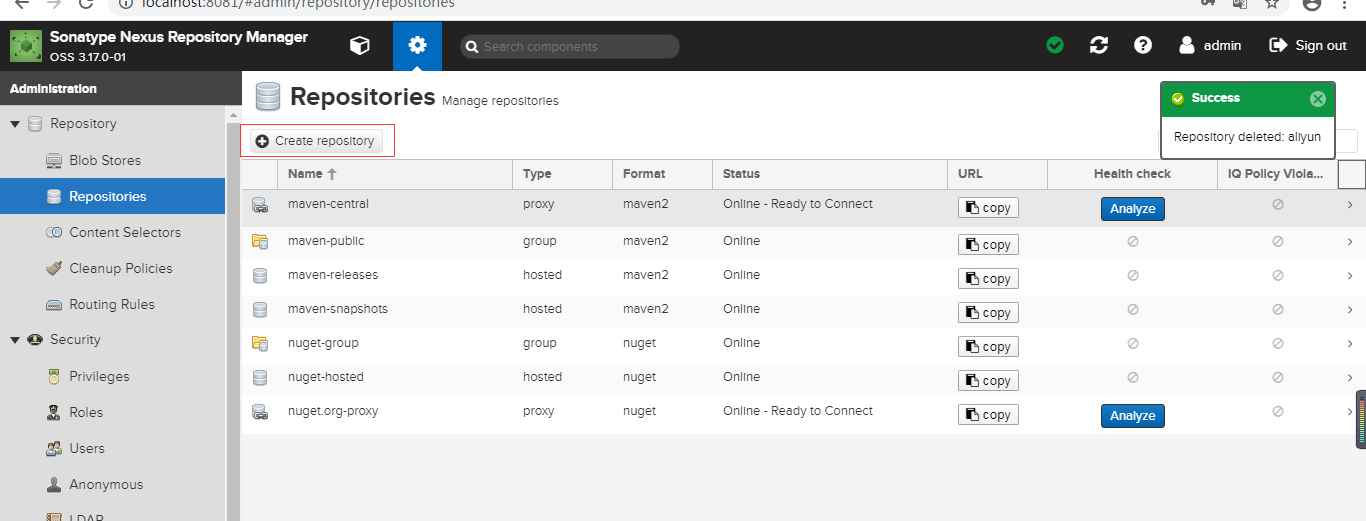 localhost:8081/#admin/repository/repositories
Sonatype Nexus Repository Manager
OSS 3.17.0-01
Search components
admin
Sign out
Administration
Repository
Blob Stores
Repositories
Content Selectors
Cleanup Policies
Routing Rules
Security
Privileges
Roles
Users
Anonymous
LDAP
Repositories Manage repositories
Success
Repository deleted: aliyun
Create repository
Name Type Format Status URL Health check IQ Policy Viola...
maven-central proxy maven2 Online - Ready to Connect copy Analyze
maven-public group maven2 Online copy
maven-releases hosted maven2 Online copy
maven-snapshots hosted maven2 Online copy
nuget-group group nuget Online copy
nuget-hosted hosted nuget Online copy
nuget.org-proxy proxy nuget Online - Ready to Connect copy Analyze